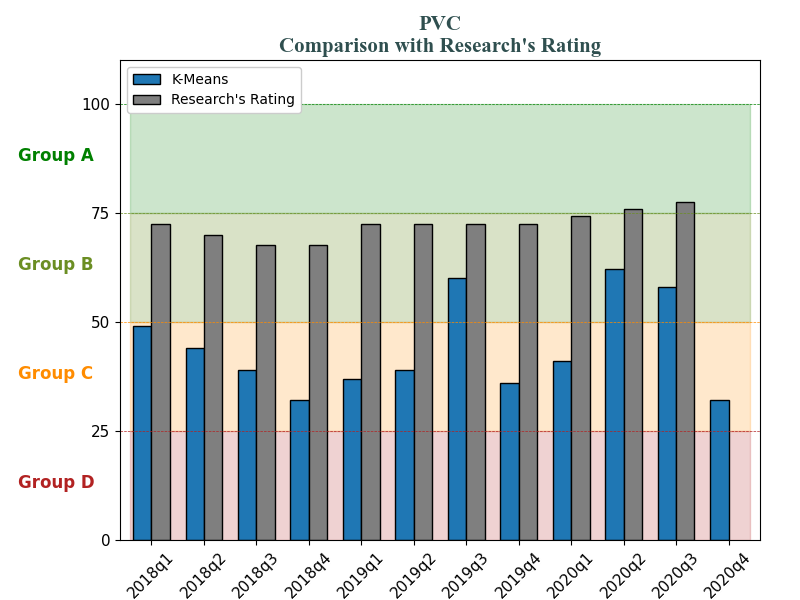 PVC
Comparison with Research's Rating
K-Means
Research's Rating
100
Group A
75
Group B
50
Group C
25
Group D
0
2018q1 2018q2 2018q3 2018q4 2019q1 2019q2 2019q3 2019q4 2020q1 2020q2 2020q3 2020q4